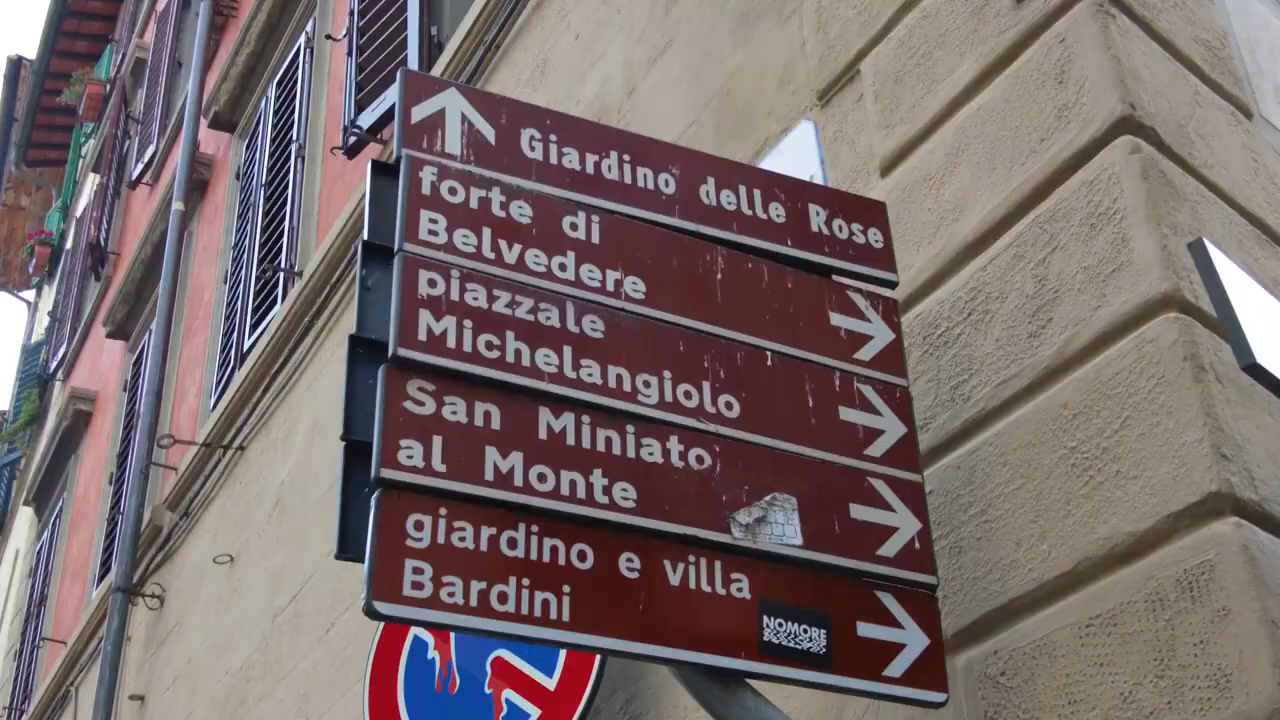 Giardino delle Rose
forte di
Belvedere
piazzale
Michelangiolo
San Miniato
al Monte
giardino e villa
Bardini
NOMORE